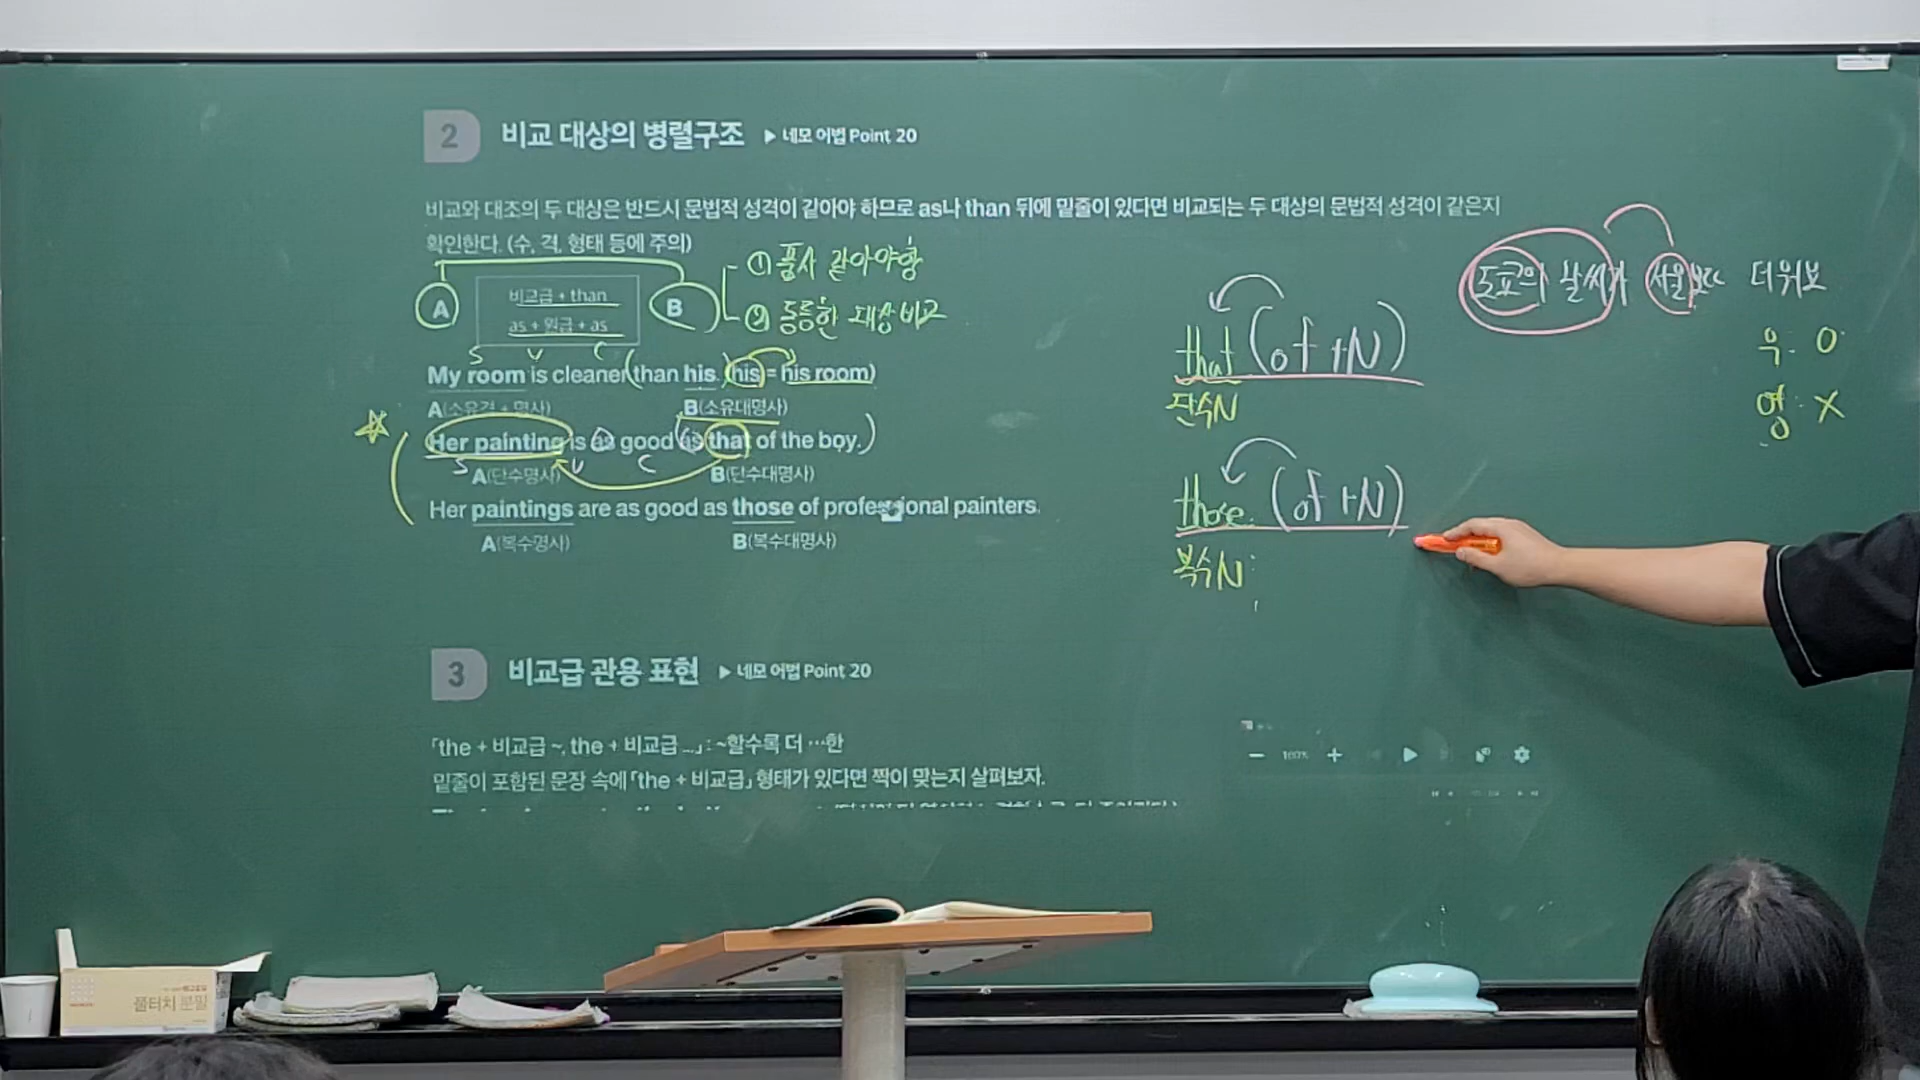 2 비교 대상의 병렬구조 ▶ 네모 어법 Point 20
비교와 대조의 두 대상은 반드시 문법적 성격이 같아야 하므로 as나 than 뒤에 밑줄이 있다면 비교되는 두 대상의 문법적 성격이 같은지
확인한다. (수, 격, 형태 등에 주의)
① 품사 같아야함
A 비교급 + than B
as + 원급 + as
② 동등한 대상 비교
S V C
My room is cleaner (than his. (his = his room)
A(소유격 + 명사) B(소유대명사)
Her painting is as good (as that of the boy.)
S V C
A(단수명사) B(단수대명사)
Her paintings are as good as those of professional painters.
A(복수명사) B(복수대명사)
that (of +N)
단수N
those (of +N)
복수N
도쿄의 날씨가 서울보다 더워요
우: O
영: X
3 비교급 관용 표현 ▶ 네모 어법 Point 20
「the + 비교급 ~, the + 비교급 ...」: ~할수록 더 …한
밑줄이 포함된 문장 속에 「the + 비교급」 형태가 있다면 짝이 맞는지 살펴보자.
100%
물터치 분필